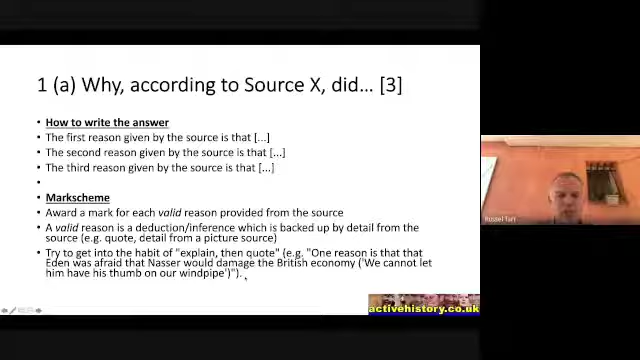 1 (a) Why, according to Source X, did… [3]
• How to write the answer
• The first reason given by the source is that [...]
• The second reason given by the source is that [...]
• The third reason given by the source is that [...]
•
• Markscheme
• Award a mark for each valid reason provided from the source
• A valid reason is a deduction/inference which is backed up by detail from the
source (e.g. quote, detail from a picture source)
• Try to get into the habit of "explain, then quote" (e.g. "One reason is that that
Eden was afraid that Nasser would damage the British economy ('We cannot let
him have his thumb on our windpipe')").
Russel Tarr
activehistory.co.uk